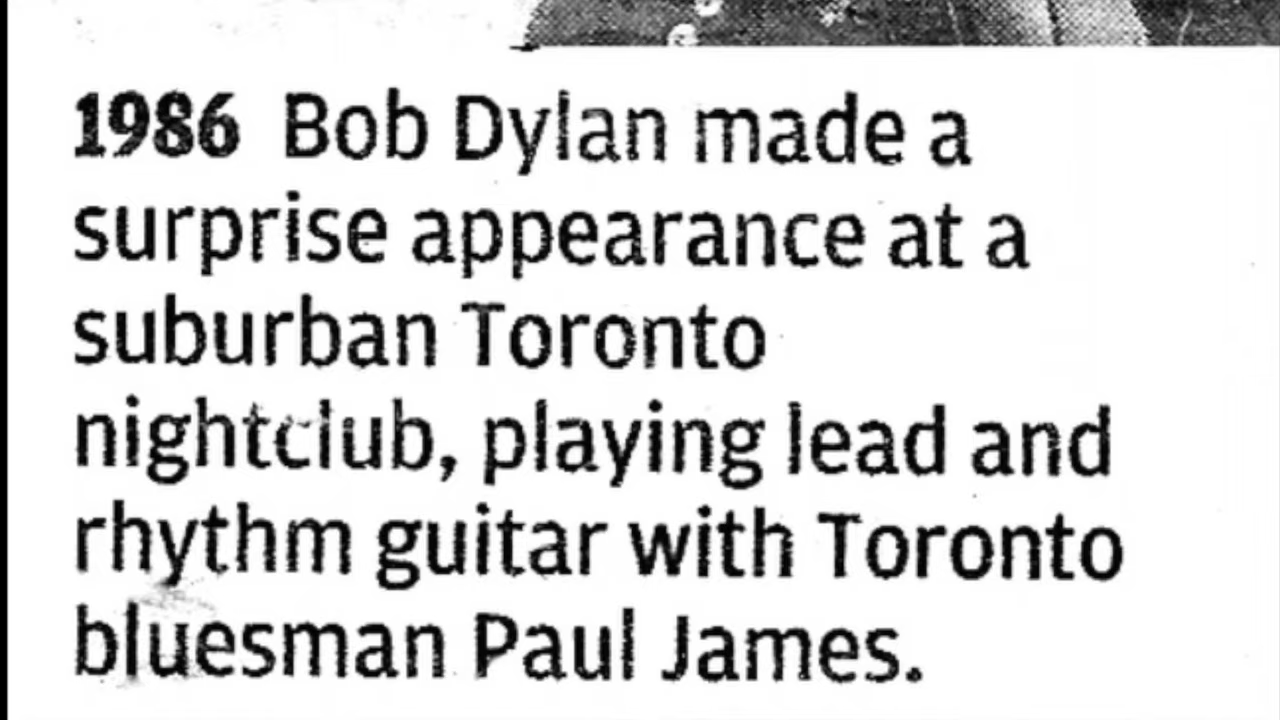 1986 Bob Dylan made a
surprise appearance at a
suburban Toronto
nightclub, playing lead and
rhythm guitar with Toronto
bluesman Paul James.